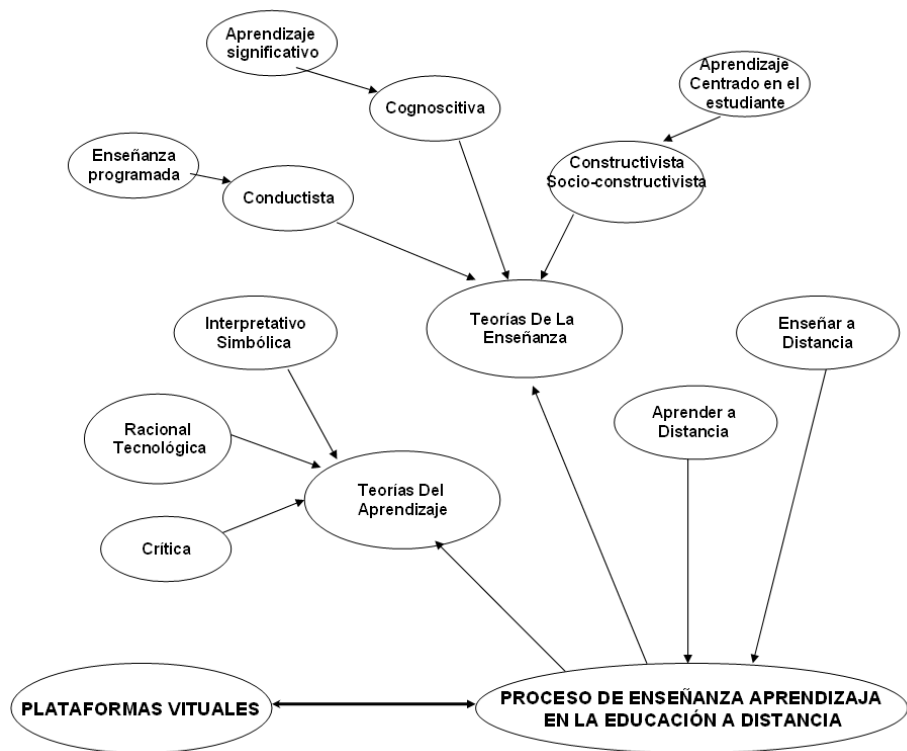 Aprendizaje
significativo
Cognoscitiva
Aprendizaje
Centrado en el
estudiante
Enseñanza
programada
Conductista
Constructivista
Socio-constructivista
Teorías De La
Enseñanza
Interpretativo
Simbólica
Enseñar a
Distancia
Aprender a
Distancia
Racional
Tecnológica
Teorías Del
Aprendizaje
Crítica
PLATAFORMAS VITUALES
PROCESO DE ENSEÑANZA APRENDIZAJA
EN LA EDUCACIÓN A DISTANCIA